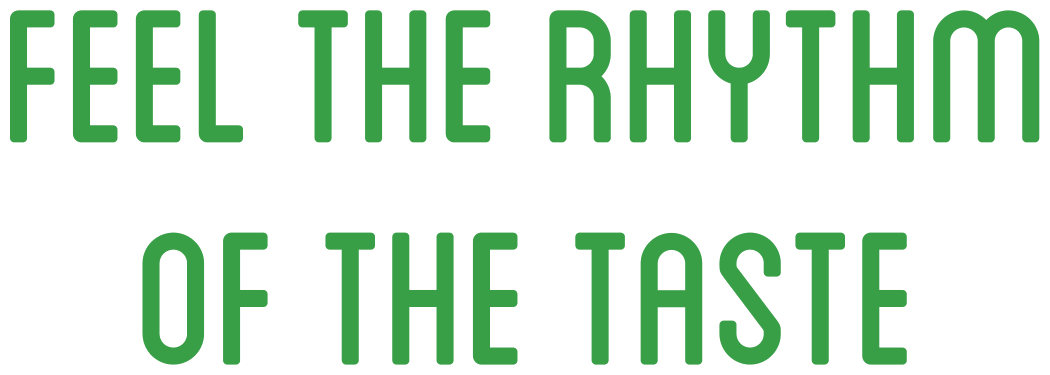 FEEL THE RHYTHM
OF THE TASTE